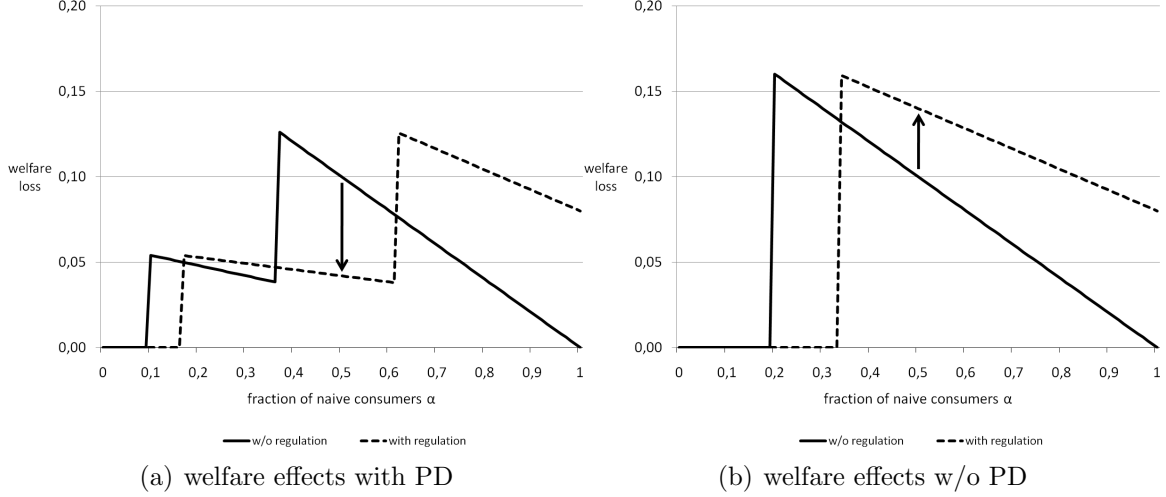 0,20
0,15
0,10
0,05
0,00
welfare
loss
0 0,1 0,2 0,3 0,4 0,5 0,6 0,7 0,8 0,9 1
fraction of naive consumers α
w/o regulation with regulation
(a) welfare effects with PD
0,20
0,15
0,10
0,05
0,00
welfare
loss
0 0,1 0,2 0,3 0,4 0,5 0,6 0,7 0,8 0,9 1
fraction of naive consumers α
w/o regulation with regulation
(b) welfare effects w/o PD